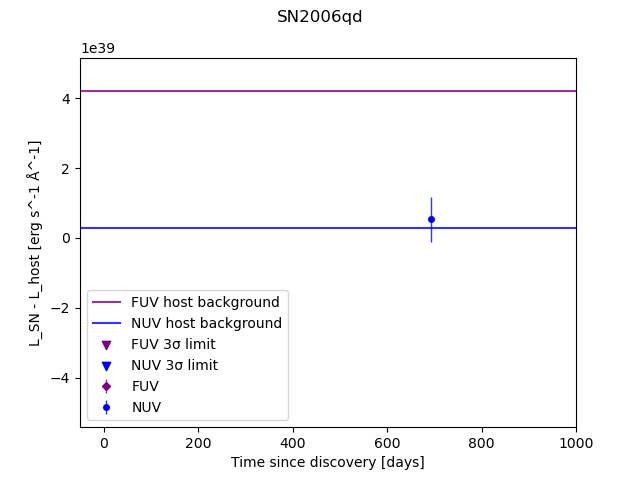 SN2006qd
1e39
L_SN - L_host [erg s^-1 Å^-1]
4
2
0
−2
−4
FUV host background
NUV host background
FUV 3σ limit
NUV 3σ limit
FUV
NUV
0 200 400 600 800 1000
Time since discovery [days]